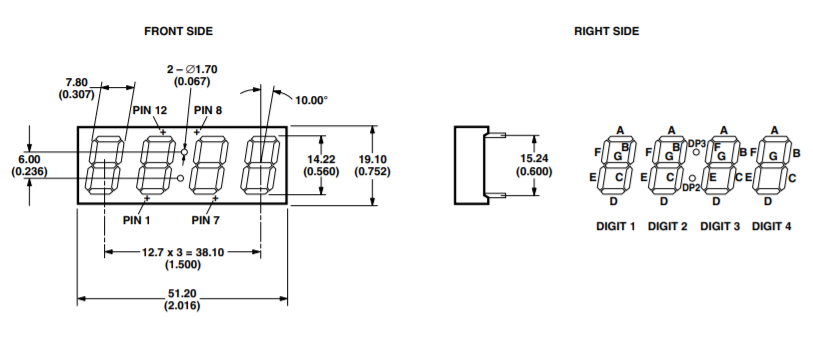 FRONT SIDE
RIGHT SIDE
2 – Ø1.70
(0.067)
7.80
(0.307)
10.00°
PIN 12
PIN 8
6.00
(0.236)
14.22
(0.560)
19.10
(0.752)
PIN 1
PIN 7
12.7 x 3 = 38.10
(1.500)
51.20
(2.016)
15.24
(0.600)
A A A A
F B F B DP3 F B F B
G G G G
E C E C DP2 E C E C
D D D D
DIGIT 1 DIGIT 2 DIGIT 3 DIGIT 4